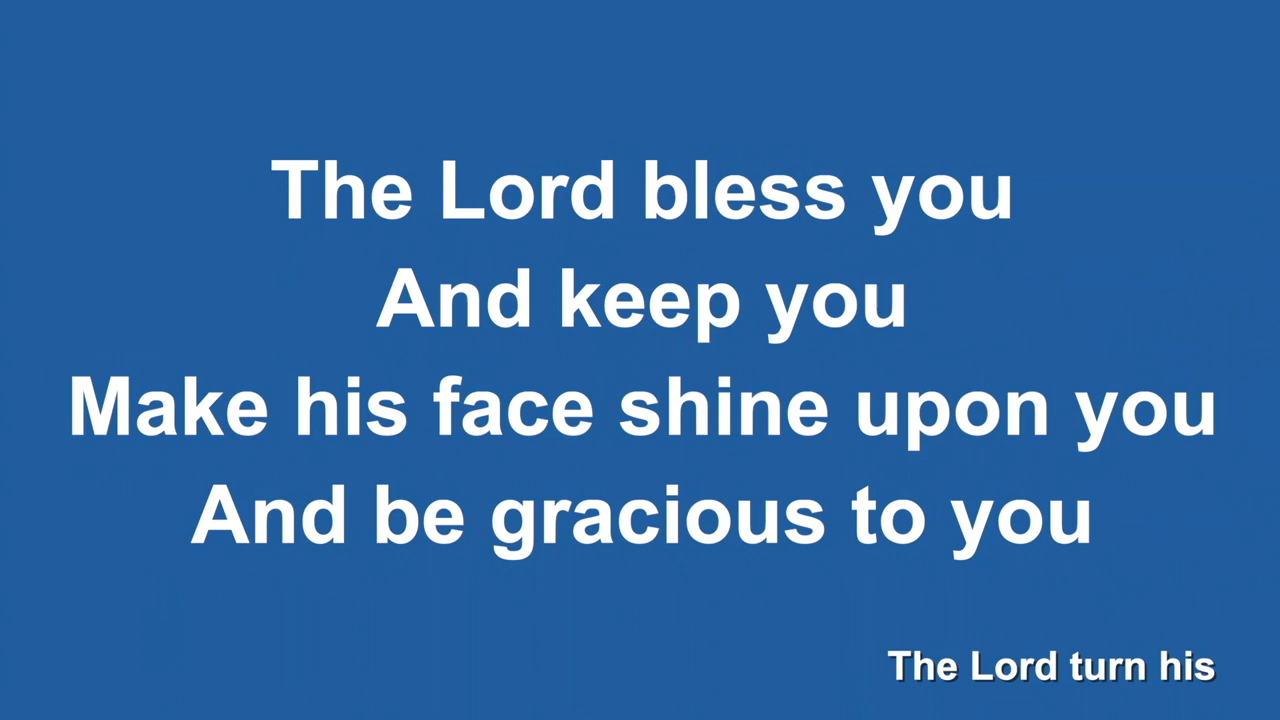 The Lord bless you
And keep you
Make his face shine upon you
And be gracious to you
The Lord turn his